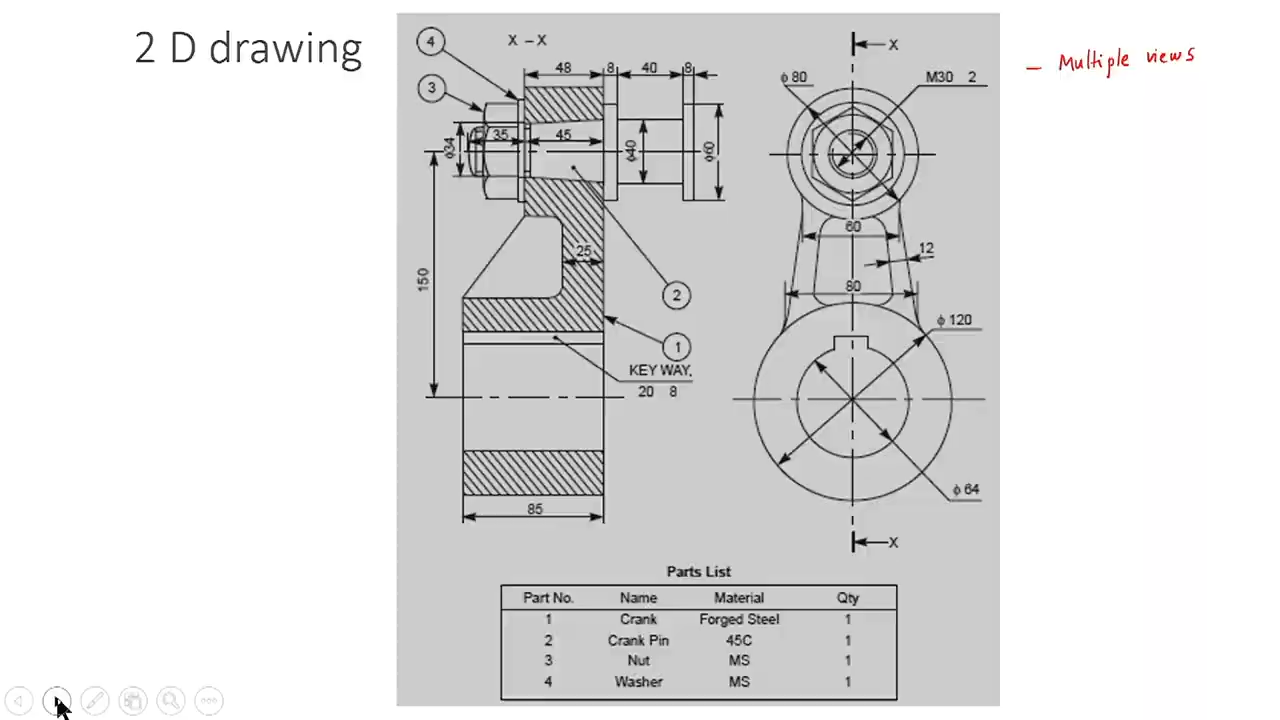 2 D drawing
– Multiple views
4
X – X
3
48
8
40
8
ϕ34
35
45
ϕ40
ϕ60
150
25
2
1
KEY WAY,
20 8
85
X
ϕ80
M30 2
60
12
80
ϕ 120
ϕ 64
X
Parts List
Part No. Name Material Qty
1 Crank Forged Steel 1
2 Crank Pin 45C 1
3 Nut MS 1
4 Washer MS 1